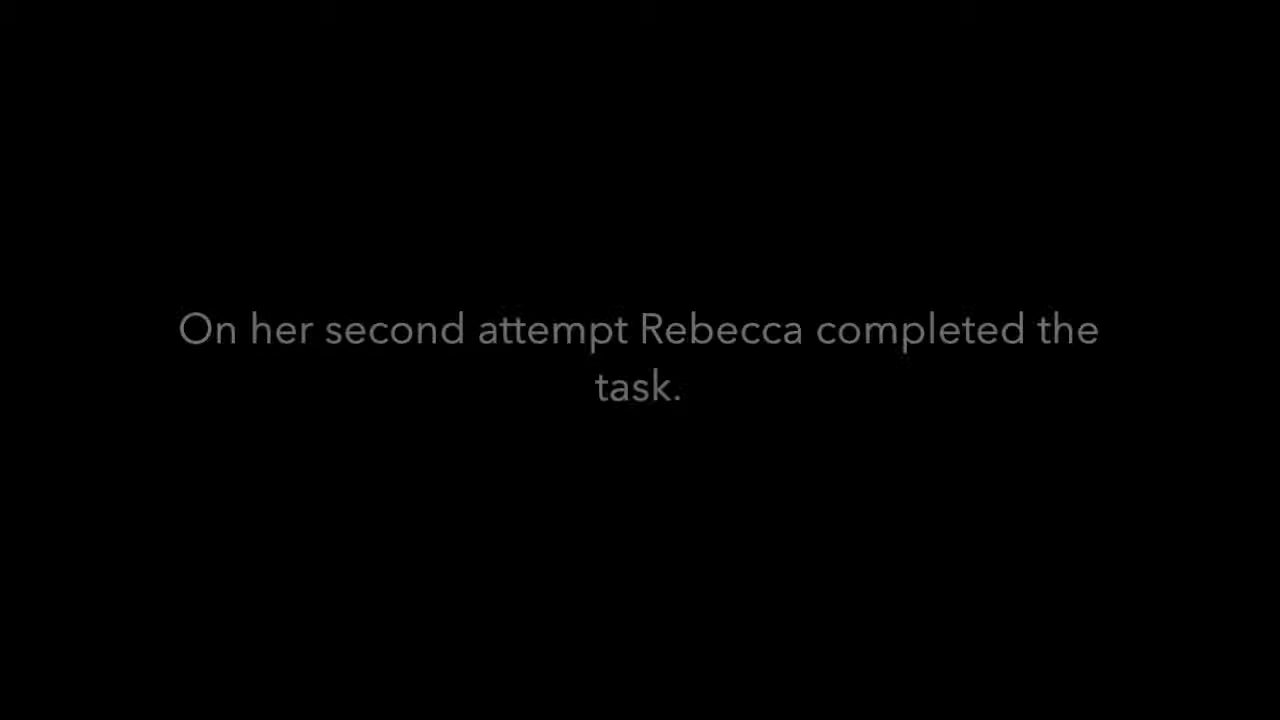 On her second attempt Rebecca completed the
task.